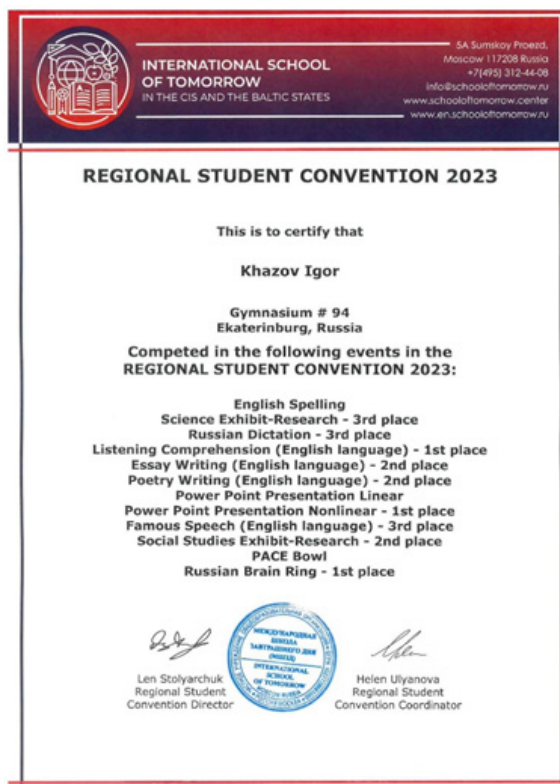 INTERNATIONAL SCHOOL
OF TOMORROW
IN THE CIS AND THE BALTIC STATES
5A Sumskoy Proezd,
Moscow 117208 Russia
+7(495) 312-44-08
info@schooloftomorrow.ru
www.schooloftomorrow.center
www.en.schooloftomorrow.ru
REGIONAL STUDENT CONVENTION 2023
This is to certify that
Khazov Igor
Gymnasium # 94
Ekaterinburg, Russia
Competed in the following events in the
REGIONAL STUDENT CONVENTION 2023:
English Spelling
Science Exhibit-Research - 3rd place
Russian Dictation - 3rd place
Listening Comprehension (English language) - 1st place
Essay Writing (English language) - 2nd place
Poetry Writing (English language) - 2nd place
Power Point Presentation Linear
Power Point Presentation Nonlinear - 1st place
Famous Speech (English language) - 3rd place
Social Studies Exhibit-Research - 2nd place
PACE Bowl
Russian Brain Ring - 1st place
МЕЖДУНАРОДНАЯ
ШКОЛА
ЗАВТРАШНЕГО ДНЯ
(МШЗД)
INTERNATIONAL
SCHOOL
OF TOMORROW
Len Stolyarchuk
Regional Student
Convention Director
Helen Ulyanova
Regional Student
Convention Coordinator